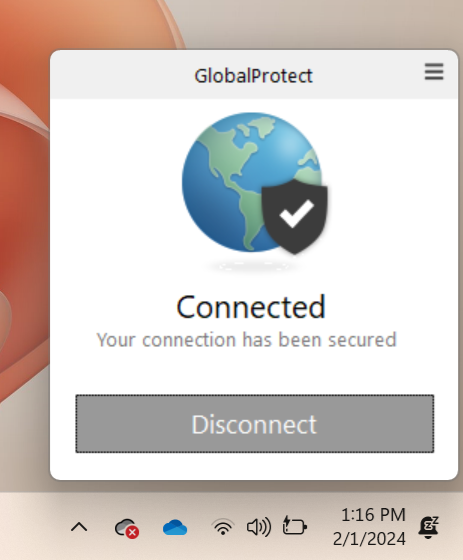 GlobalProtect
Connected
Your connection has been secured
Disconnect
1:16 PM
2/1/2024